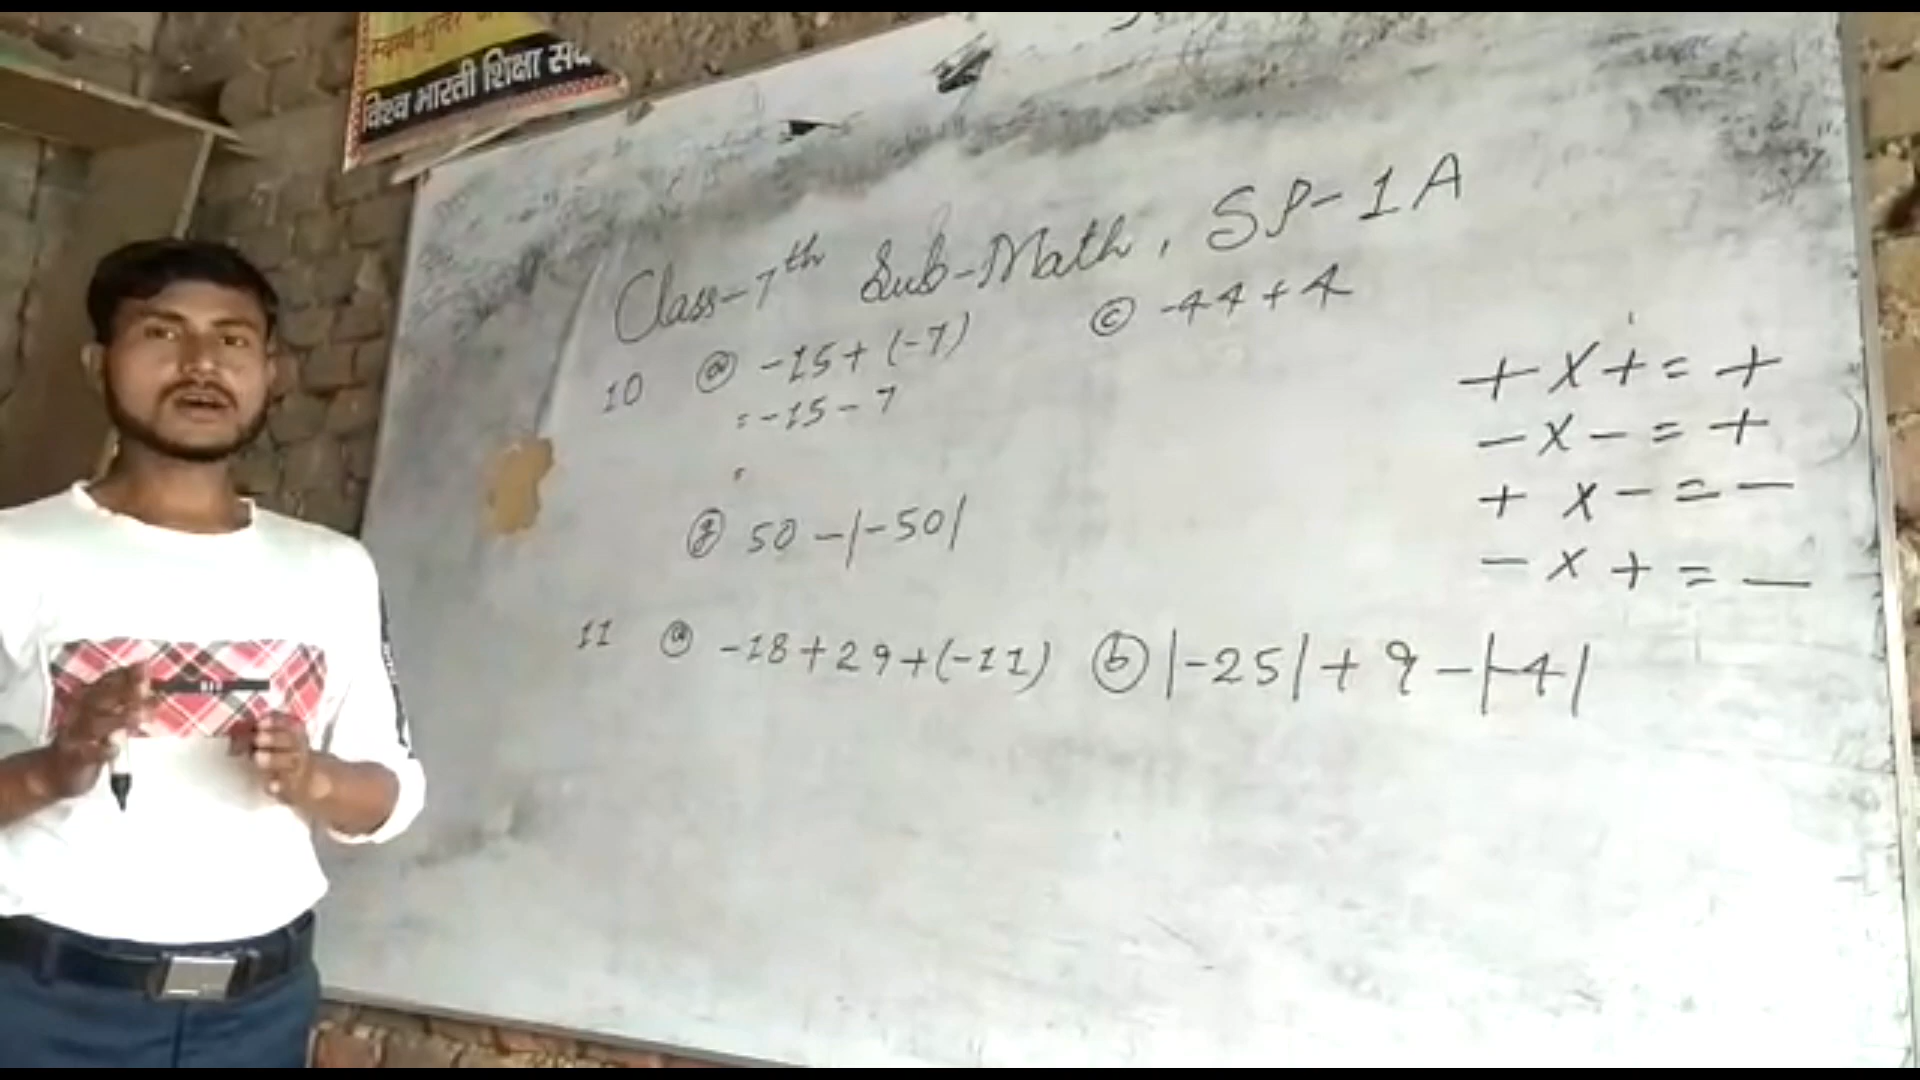 विश्व भारती शिक्षा
Class-7th Sub-Math, SP-1A
10 ⓐ -15+(-7) ⓒ -44+4
= -15-7
=
50-|-50|
11 ⓐ -18+29+(-11) ⓑ |-25|+9-|-4|
+ x + = +
- x - = +
+ x - = -
- x + = -